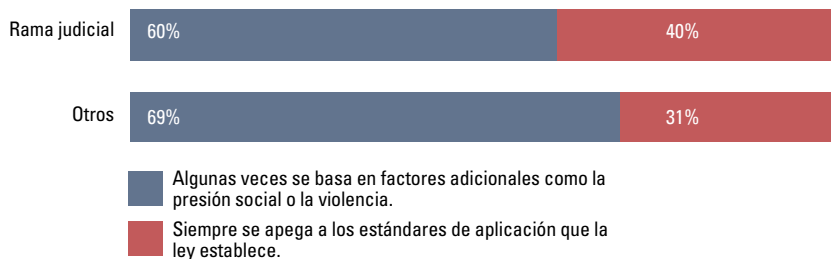 Rama judicial 60% 40%
Otros 69% 31%
Algunas veces se basa en factores adicionales como la
presión social o la violencia.
Siempre se apega a los estándares de aplicación que la
ley establece.